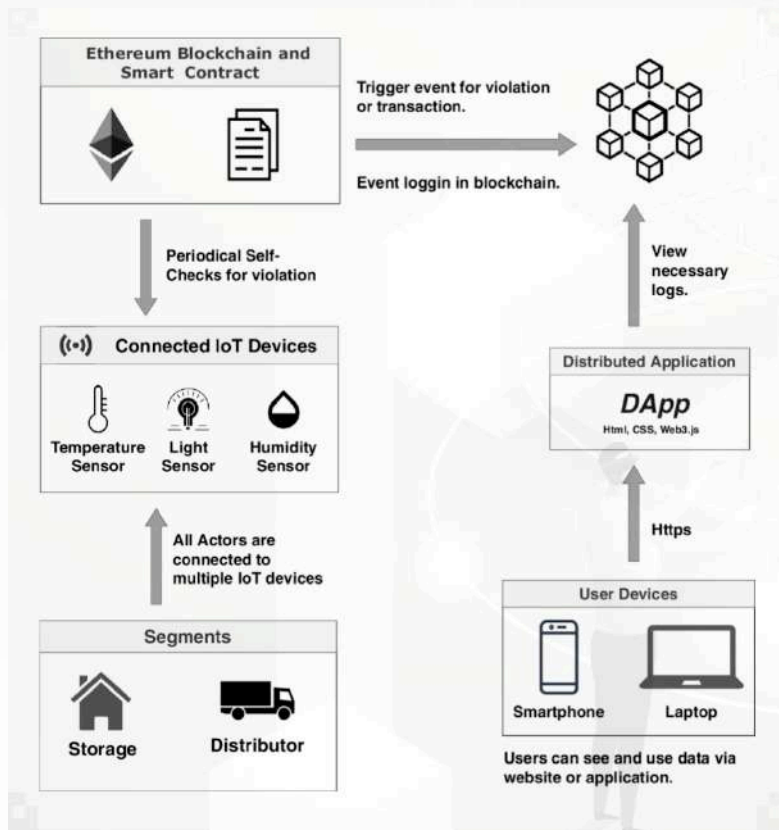 Ethereum Blockchain and
Smart Contract
Trigger event for violation
or transaction.
Event loggin in blockchain.
Periodical Self-
Checks for violation
View
necessary
logs.
Connected IoT Devices
Temperature
Sensor
Light
Sensor
Humidity
Sensor
Distributed Application
DApp
Html, CSS, Web3.js
All Actors are
connected to
multiple IoT devices
Https
Segments
Storage
Distributor
User Devices
Smartphone
Laptop
Users can see and use data via
website or application.